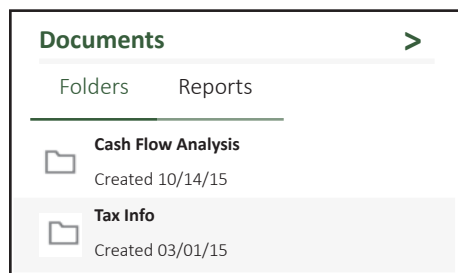 Documents >
Folders Reports
Cash Flow Analysis
Created 10/14/15
Tax Info
Created 03/01/15